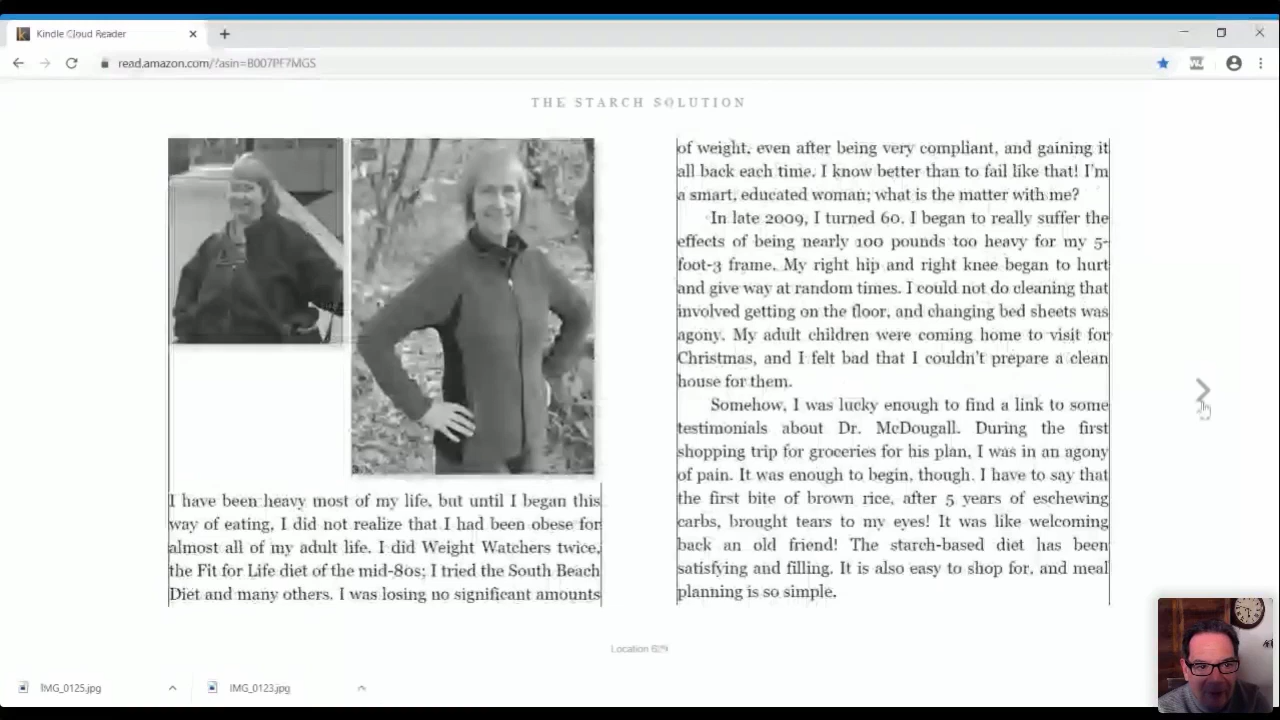 Kindle Cloud Reader
read.amazon.com/?asin=B007PF7MGS
THE STARCH SOLUTION
I have been heavy most of my life, but until I began this
way of eating, I did not realize that I had been obese for
almost all of my adult life. I did Weight Watchers twice,
the Fit for Life diet of the mid-80s; I tried the South Beach
Diet and many others. I was losing no significant amounts
of weight, even after being very compliant, and gaining it
all back each time. I know better than to fail like that! I'm
a smart, educated woman; what is the matter with me?
In late 2009, I turned 60. I began to really suffer the
effects of being nearly 100 pounds too heavy for my 5-
foot-3 frame. My right hip and right knee began to hurt
and give way at random times. I could not do cleaning that
involved getting on the floor, and changing bed sheets was
agony. My adult children were coming home to visit for
Christmas, and I felt bad that I couldn't prepare a clean
house for them.
Somehow, I was lucky enough to find a link to some
testimonials about Dr. McDougall. During the first
shopping trip for groceries for his plan, I was in an agony
of pain. It was enough to begin, though. I have to say that
the first bite of brown rice, after 5 years of eschewing
carbs, brought tears to my eyes! It was like welcoming
back an old friend! The starch-based diet has been
satisfying and filling. It is also easy to shop for, and meal
planning is so simple.
Location
IMG_0125.jpg
IMG_0123.jpg